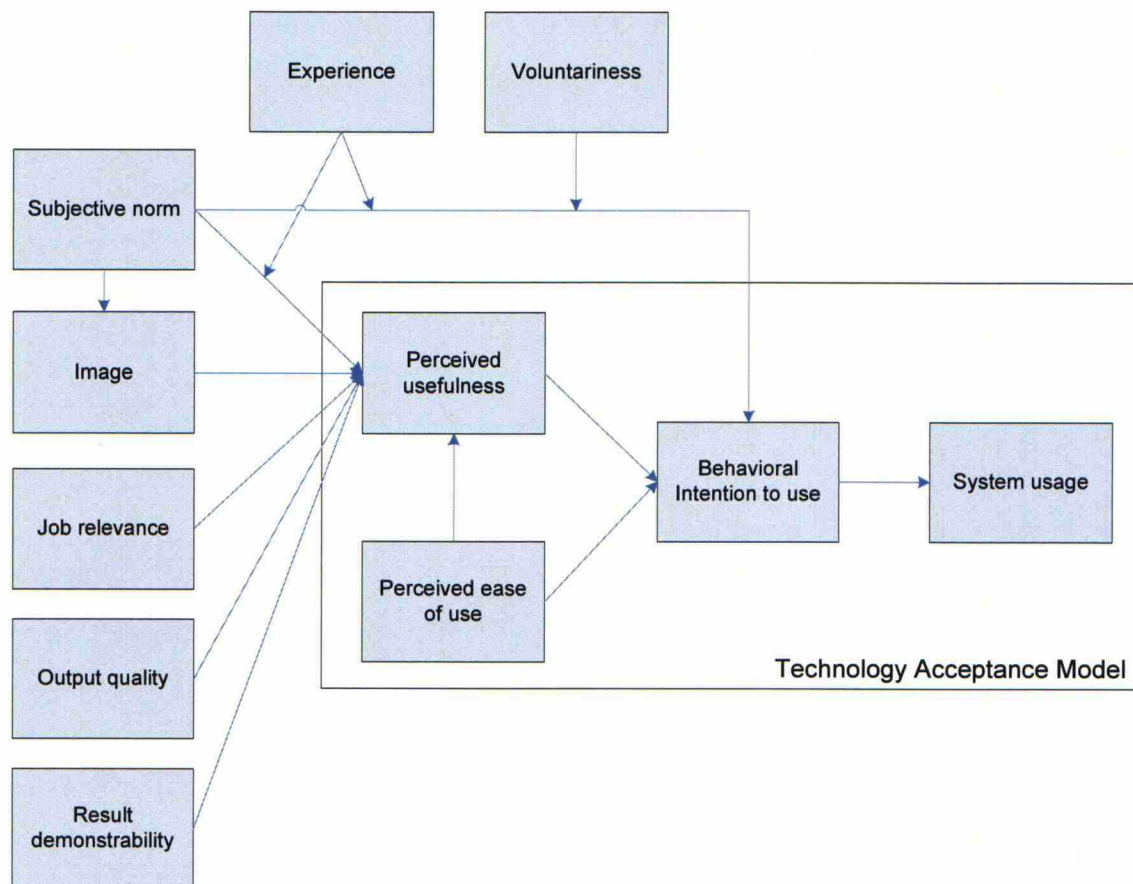 Experience
Voluntariness
Subjective norm
Image
Perceived
usefulness
Behavioral
Intention to use
System usage
Job relevance
Perceived ease
of use
Output quality
Technology Acceptance Model
Result
demonstrability